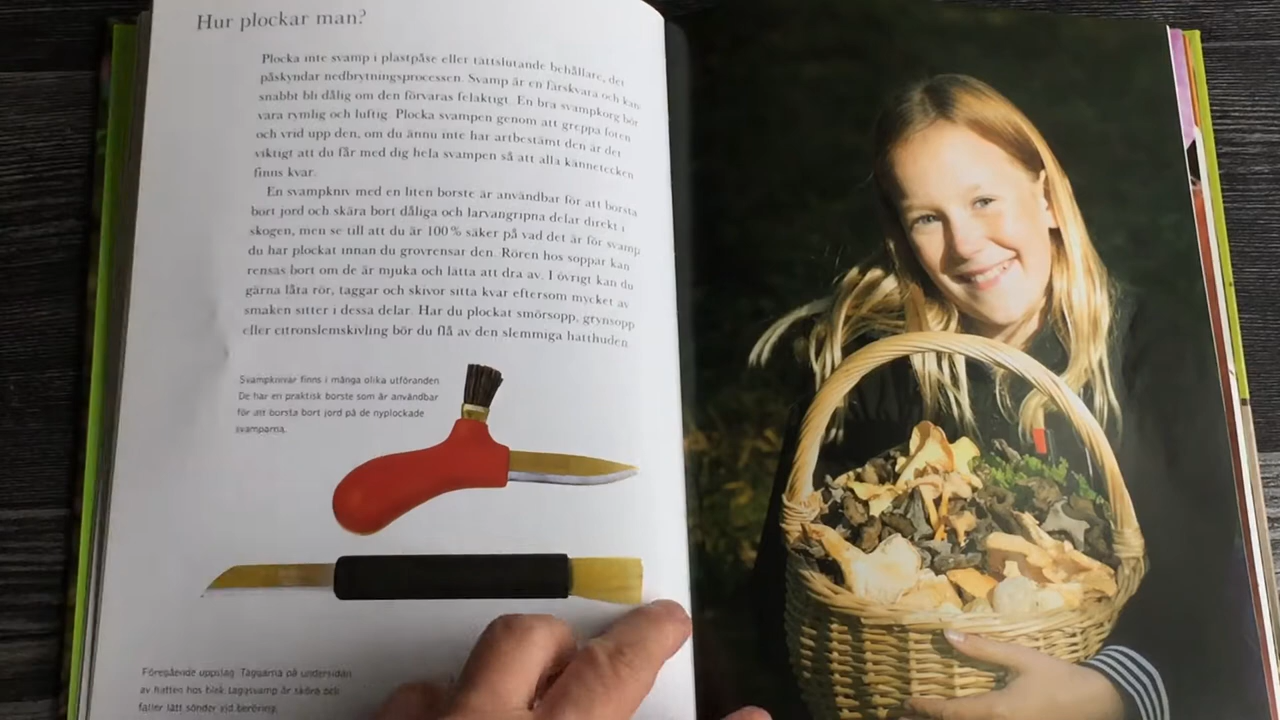 Hur plockar man?
Plocka inte svamp i plastpåse eller tättslutande behållare, det
påskyndar nedbrytningsprocessen. Svamp är en färskvara och kan
snabbt bli dålig om den förvaras felaktigt. En bra svampkorg bör
vara rymlig och luftig. Plocka svampen genom att greppa foten
och vrid upp den, om du ännu inte har artbestämt den är det
viktigt att du får med dig hela svampen så att alla kännetecken
finns kvar.
En svampkniv med en liten borste är användbar för att borsta
bort jord och skära bort dåliga och larvangripna delar direkt i
skogen, men se till att du är 100 % säker på vad det är för svamp
du har plockat innan du grovrensar den. Rören hos soppar kan
rensas bort om de är mjuka och lätta att dra av. I övrigt kan du
gärna låta rör, taggar och skivor sitta kvar eftersom mycket av
smaken sitter i dessa delar. Har du plockat smörsopp, grynsopp
eller citronslemskivling bör du flå av den slemmiga hatthuden
Svampknivar finns i många olika utföranden
De har en praktisk borste som är användbar
för att borsta bort jord på de nyplockade
svamparna.
Föregående uppslag Taggarna på undersidan
av hatten hos blek taggsvamp är sköra och
faller lätt sönder vid beröring.